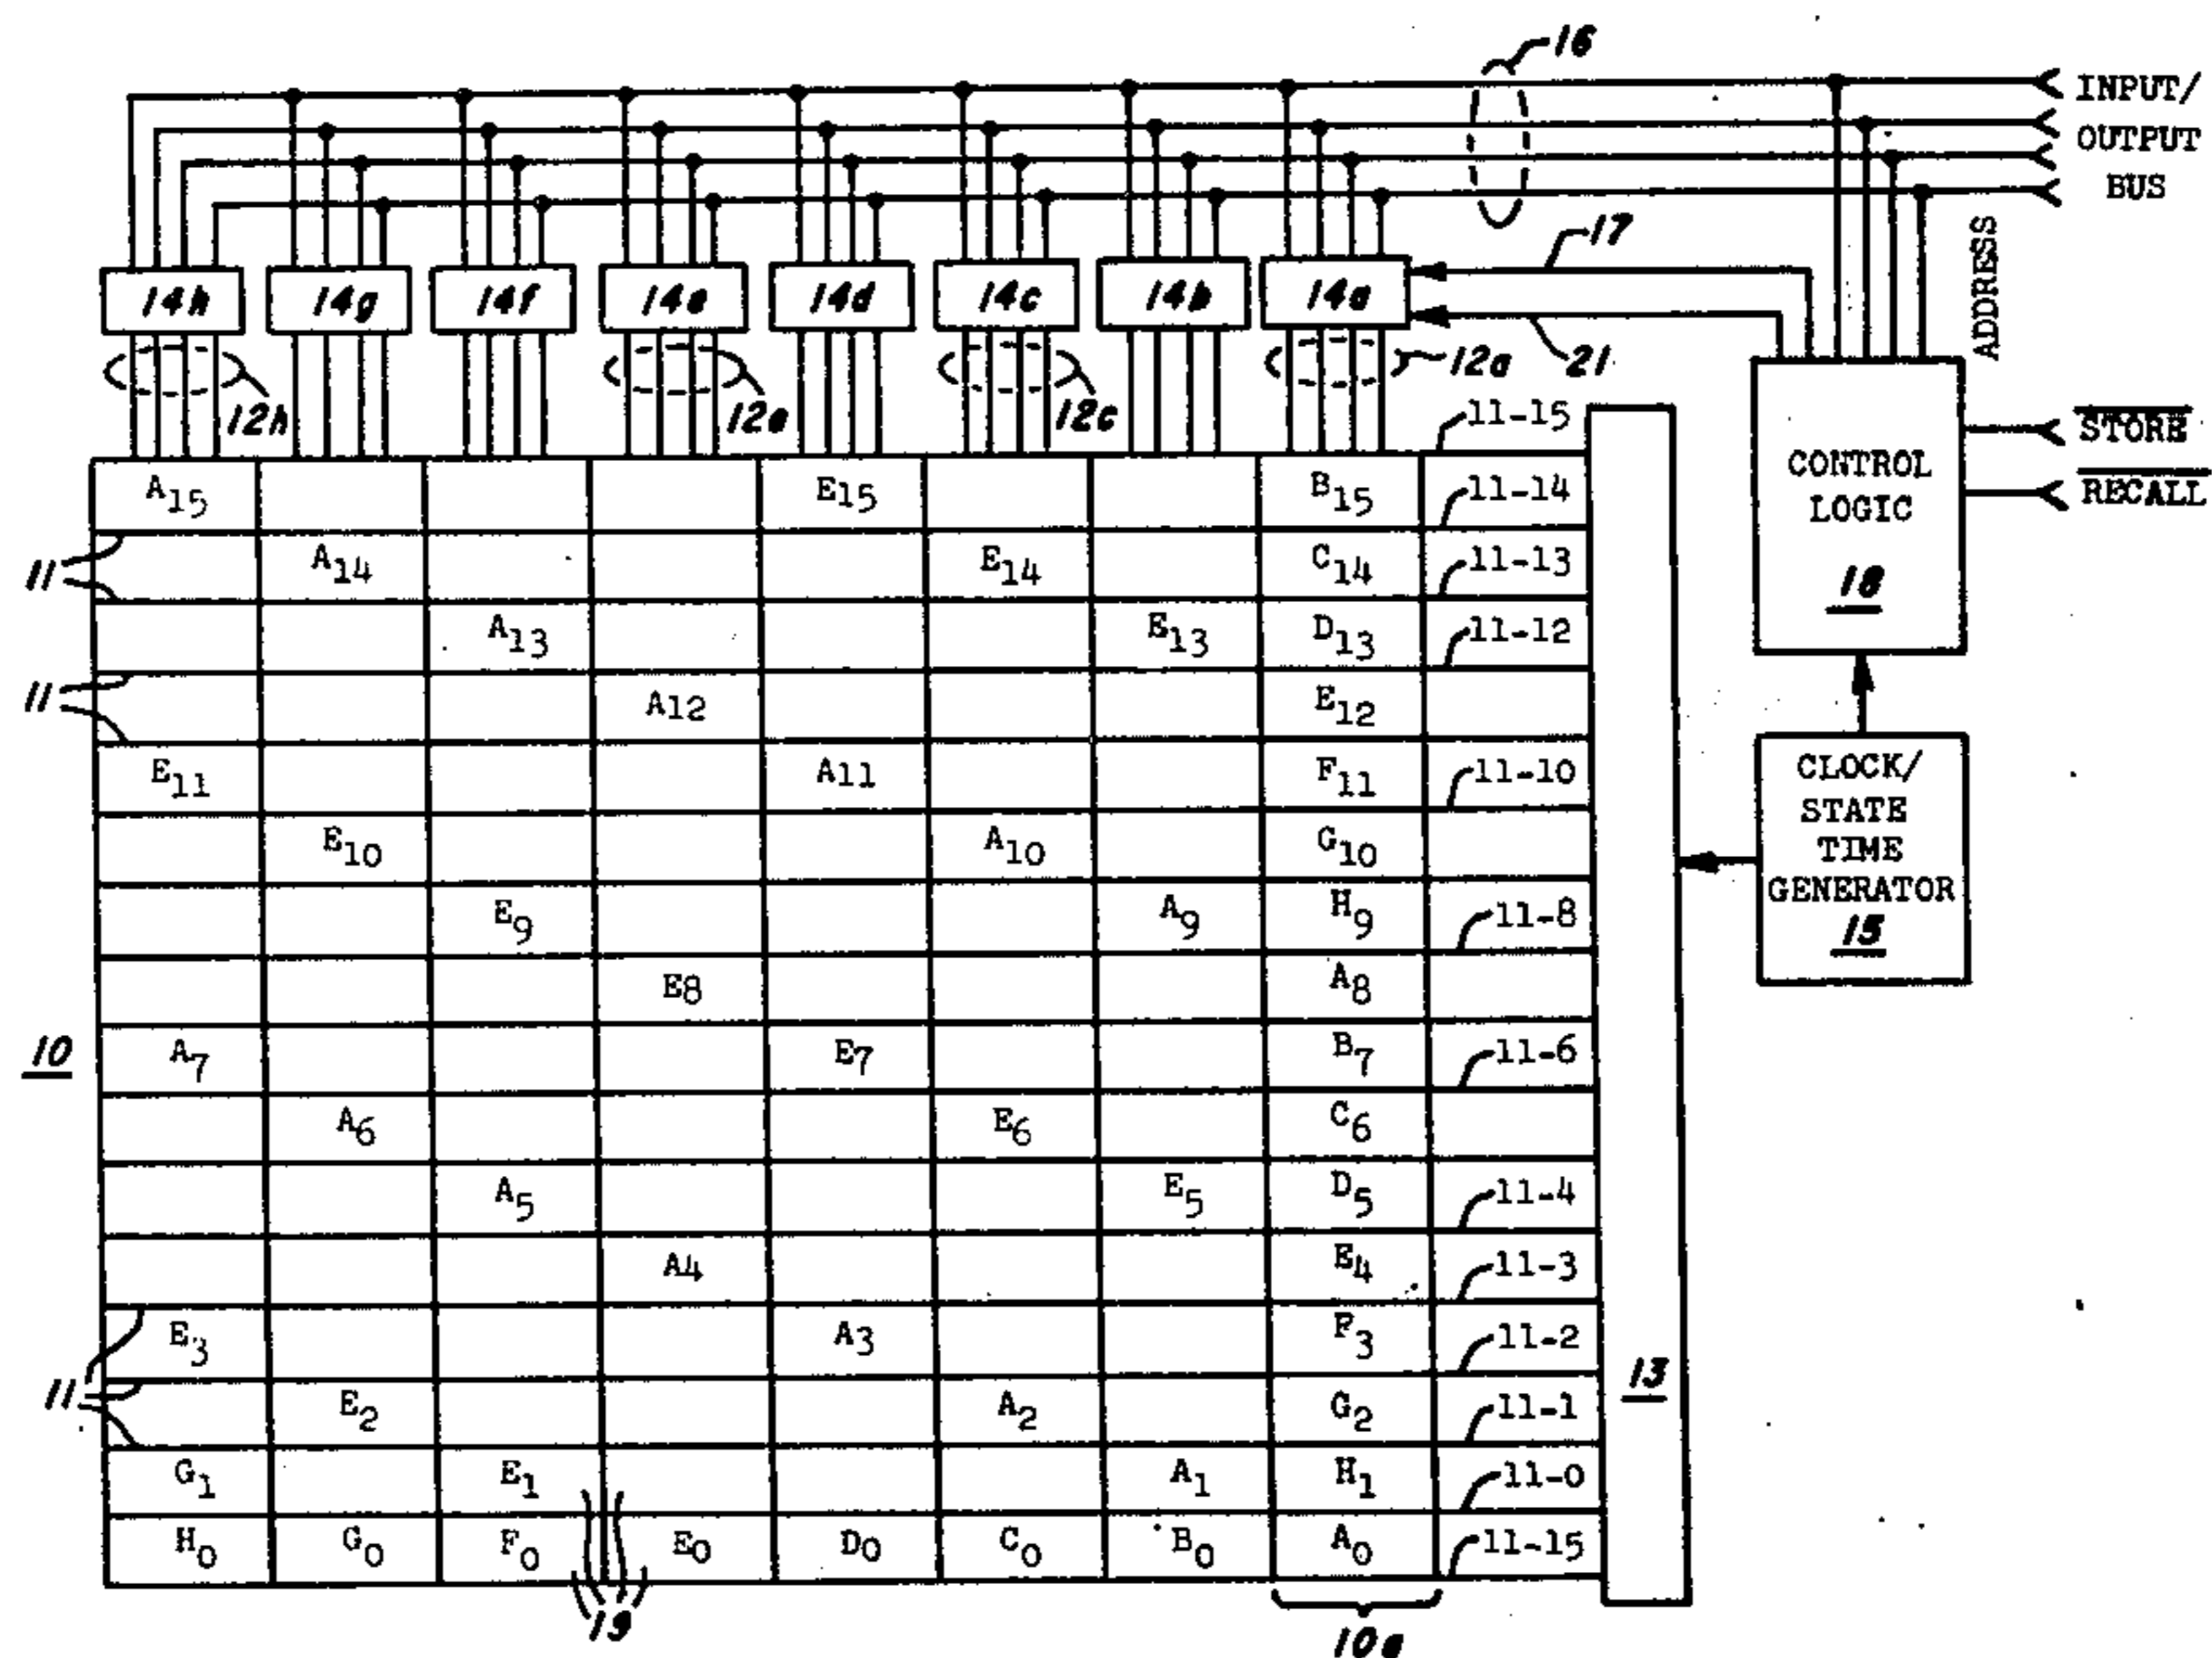 16
INPUT/
OUTPUT
BUS
17
ADDRESS
14h 14g 14f 14e 14d 14c 14b 14a
21
12h 12e 12c 12a
11-15
STORE
CONTROL
LOGIC
RECALL
18
A15 E15 B15 11-14
11
A14 E14 C14 11-13
A13 E13 D13 11-12
11
A12 E12
E11 A11 F11 11-10
CLOCK/
STATE
TIME
GENERATOR
15
E10 A10 G10
E9 A9 H9 11-8
E8 A8
10
A7 E7 B7 11-6
A6 E6 C6
A5 E5 D5 11-4
A4 E4 11-3
E3 A3 F3 11-2
13
11
E2 A2 G2 11-1
G1 E1 A1 H1 11-0
H0 G0 F0 E0 D0 C0 B0 A0 11-15
19
10a